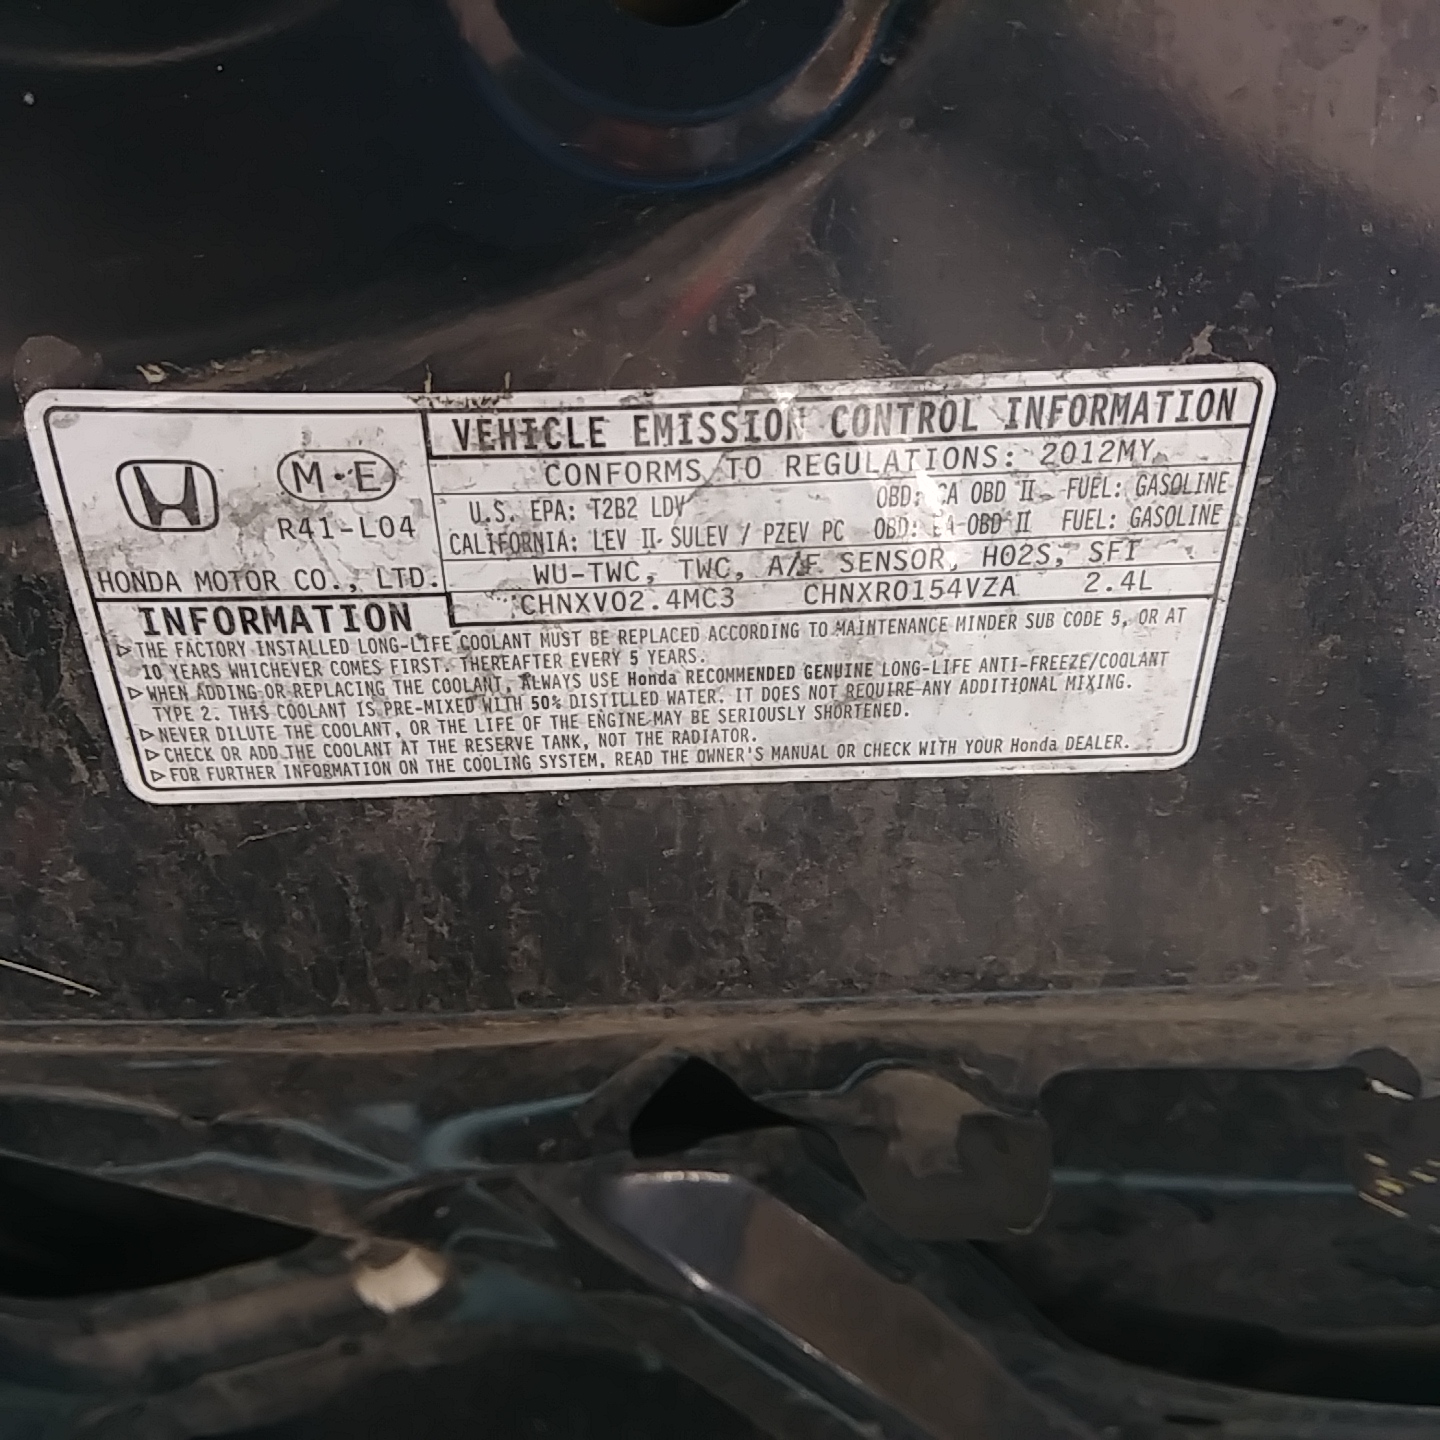 VEHICLE EMISSION CONTROL INFORMATION
CONFORMS TO REGULATIONS: 2012MY
U.S. EPA: T2B2 LDV OBD: CA OBD II FUEL: GASOLINE
CALIFORNIA: LEV II SULEV / PZEV PC OBD: OBD II FUEL: GASOLINE
WU-TWC, TWC, A/F SENSOR, HO2S, SFI
CHNXV02.4MC3 CHNXR0154VZA 2.4L
M·E
R41-L04
HONDA MOTOR CO., LTD.
INFORMATION
▷THE FACTORY INSTALLED LONG-LIFE COOLANT MUST BE REPLACED ACCORDING TO MAINTENANCE MINDER SUB CODE 5, OR AT
10 YEARS WHICHEVER COMES FIRST. THEREAFTER EVERY 5 YEARS.
▷WHEN ADDING OR REPLACING THE COOLANT, ALWAYS USE Honda RECOMMENDED GENUINE LONG-LIFE ANTI-FREEZE/COOLANT
TYPE 2. THIS COOLANT IS PRE-MIXED WITH 50% DISTILLED WATER. IT DOES NOT REQUIRE ANY ADDITIONAL MIXING.
▷NEVER DILUTE THE COOLANT, OR THE LIFE OF THE ENGINE MAY BE SERIOUSLY SHORTENED.
▷CHECK OR ADD THE COOLANT AT THE RESERVE TANK, NOT THE RADIATOR.
▷FOR FURTHER INFORMATION ON THE COOLING SYSTEM, READ THE OWNER'S MANUAL OR CHECK WITH YOUR Honda DEALER.